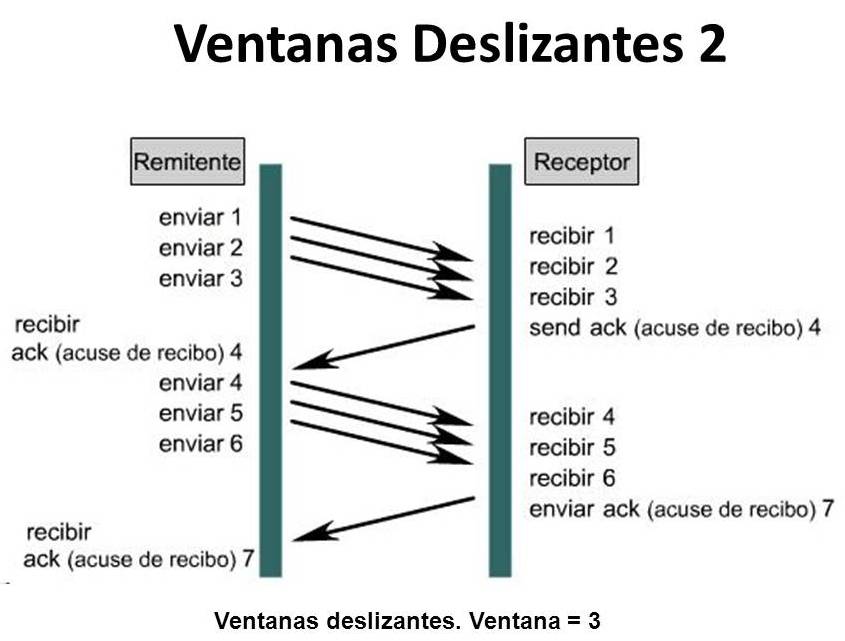 Ventanas Deslizantes 2
Remitente
enviar 1
enviar 2
enviar 3
recibir
ack (acuse de recibo) 4
enviar 4
enviar 5
enviar 6
recibir
ack (acuse de recibo) 7
Receptor
recibir 1
recibir 2
recibir 3
send ack (acuse de recibo) 4
recibir 4
recibir 5
recibir 6
enviar ack (acuse de recibo) 7
Ventanas deslizantes. Ventana = 3